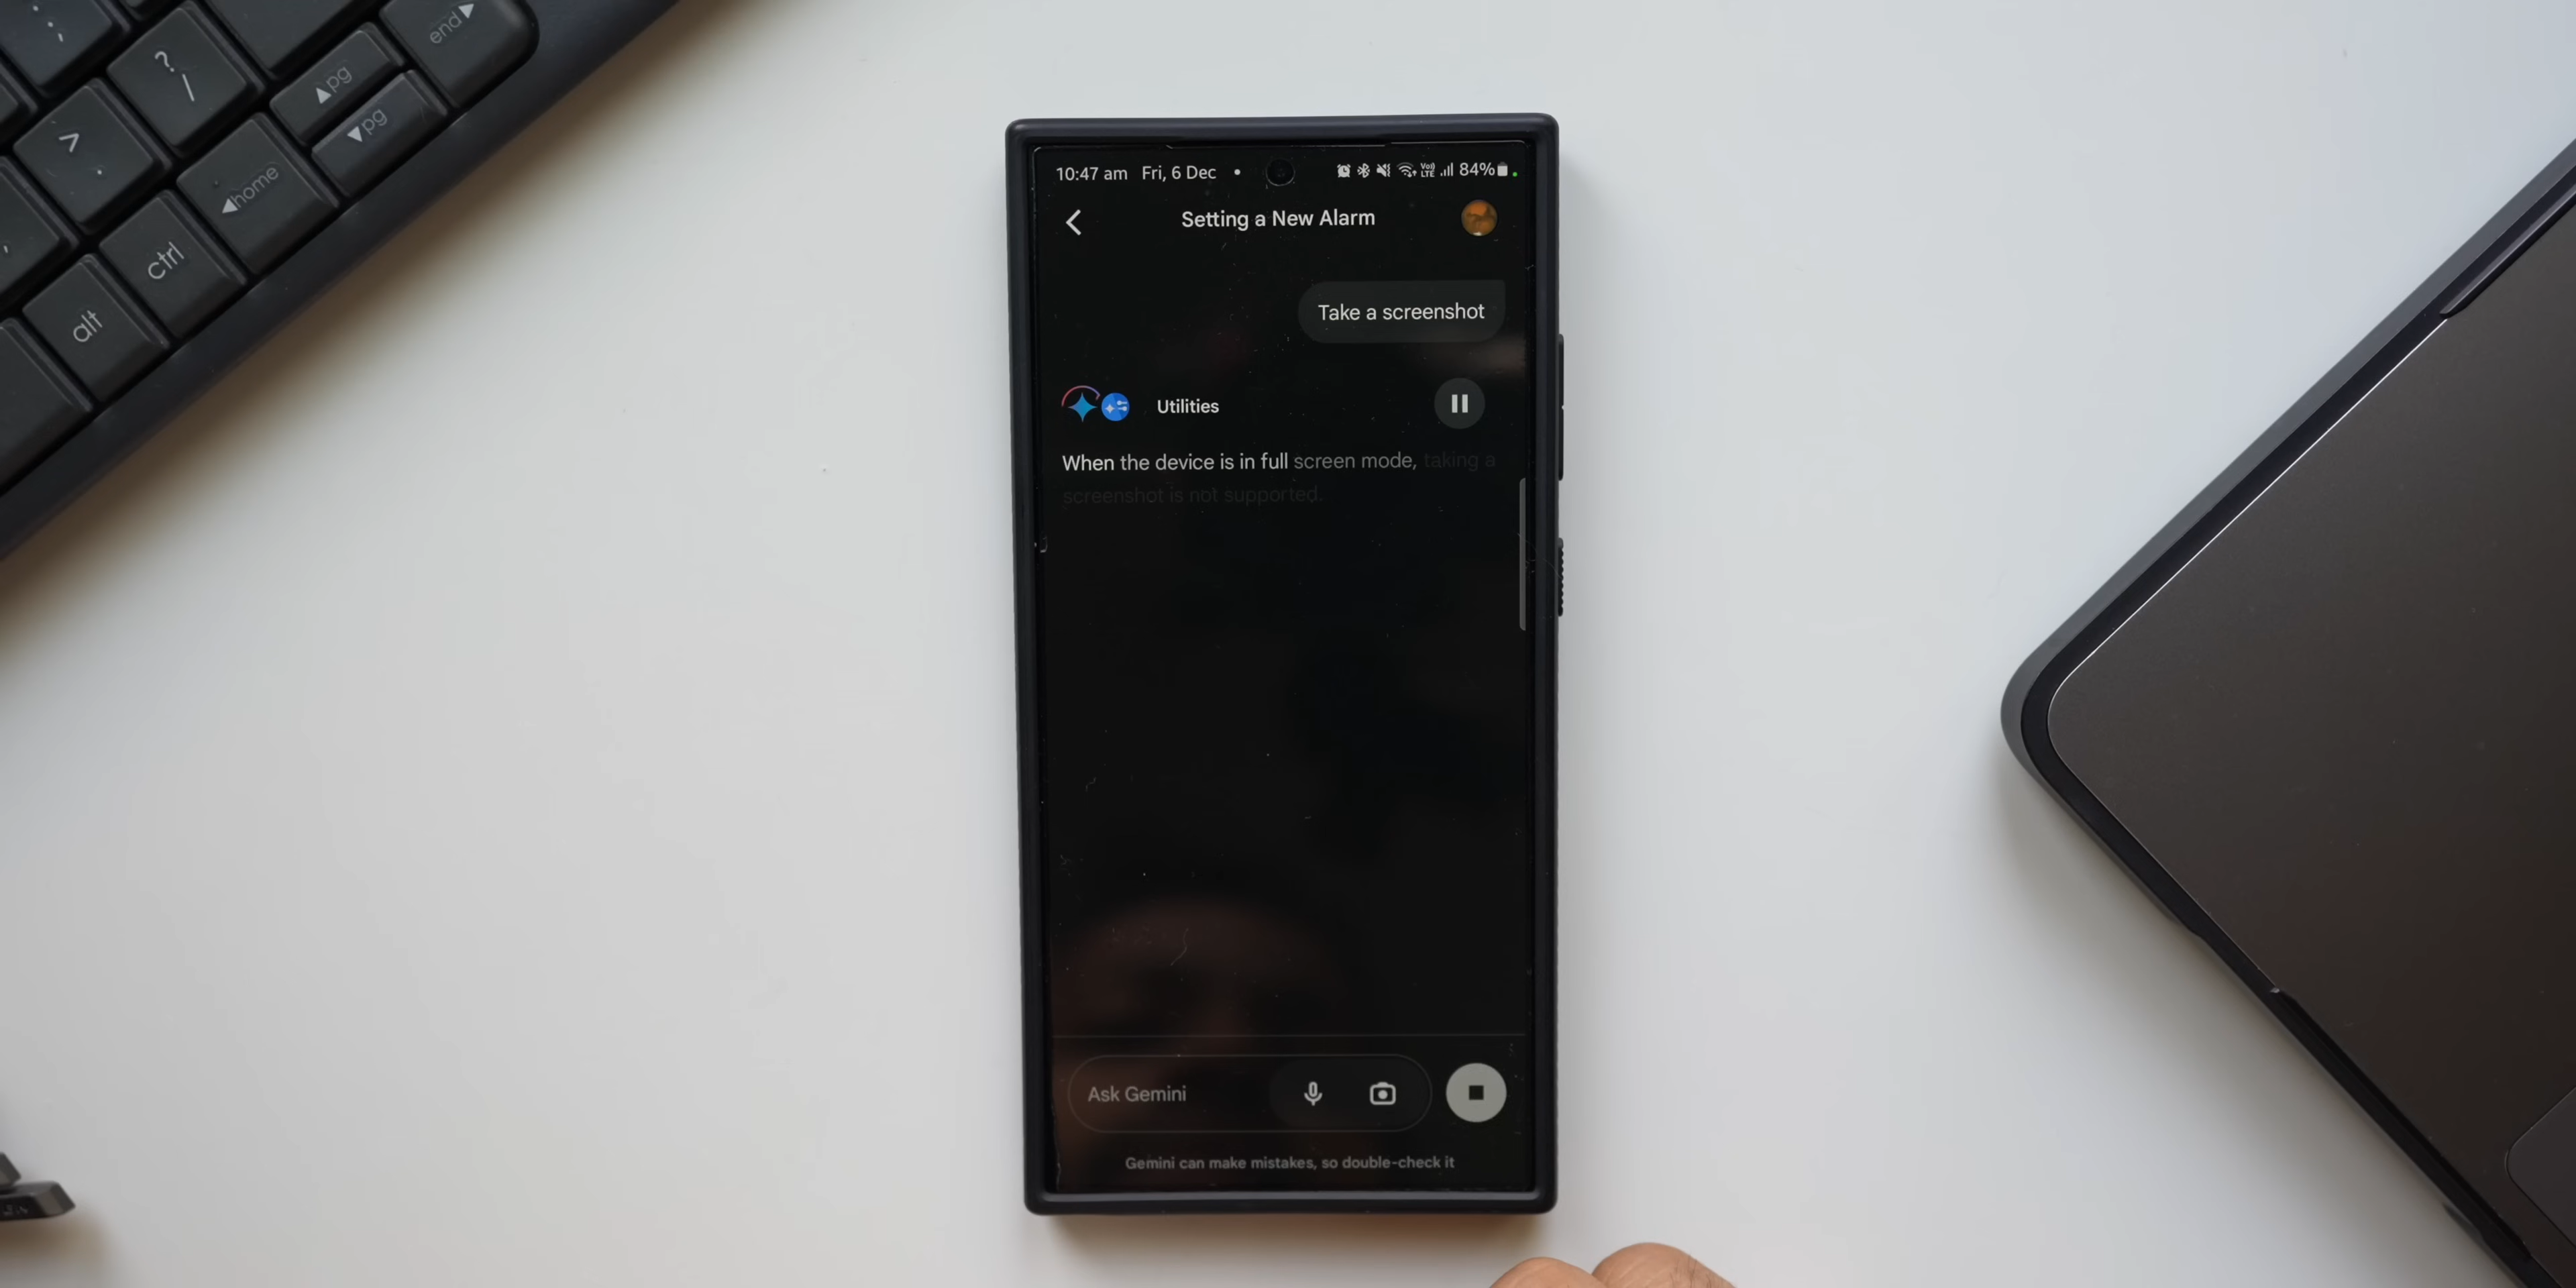 end▶
?
/
▲pg
▼pg
>
.
◀home
,
ctrl
alt
10:47 am Fri, 6 Dec •
Vo)) LTE 84%
Setting a New Alarm
Take a screenshot
Utilities
When the device is in full screen mode, taking a
screenshot is not supported.
Ask Gemini
Gemini can make mistakes, so double-check it